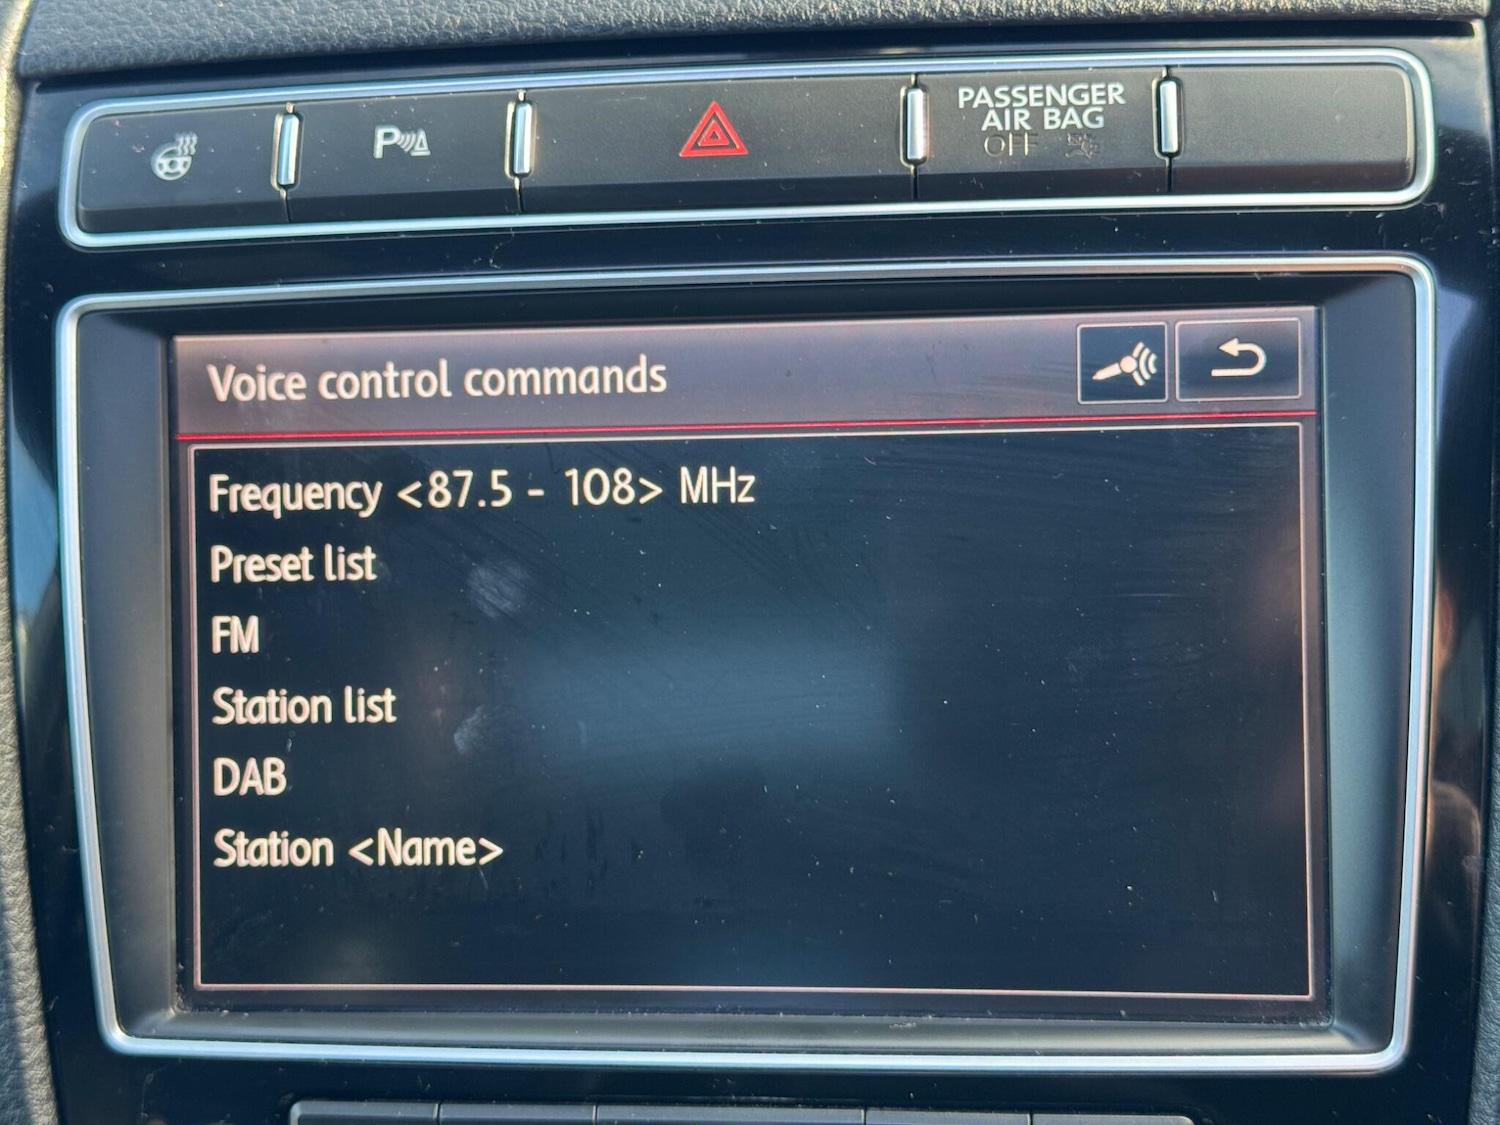 P
PASSENGER
AIR BAG
OFF
Voice control commands
Frequency <87.5 - 108> MHz
Preset list
FM
Station list
DAB
Station <Name>